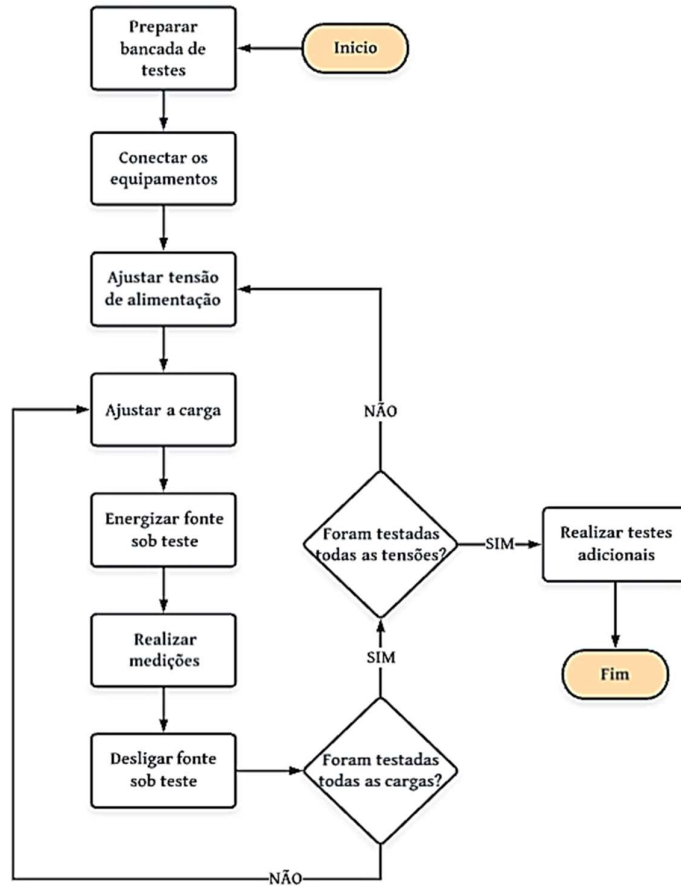 Inicio
Preparar
bancada de
testes
Conectar os
equipamentos
Ajustar tensão
de alimentação
Ajustar a carga
Energizar fonte
sob teste
Realizar
medições
Desligar fonte
sob teste
Foram testadas
todas as cargas?
NÃO
SIM
Foram testadas
todas as tensões?
NÃO
SIM
Realizar testes
adicionais
Fim